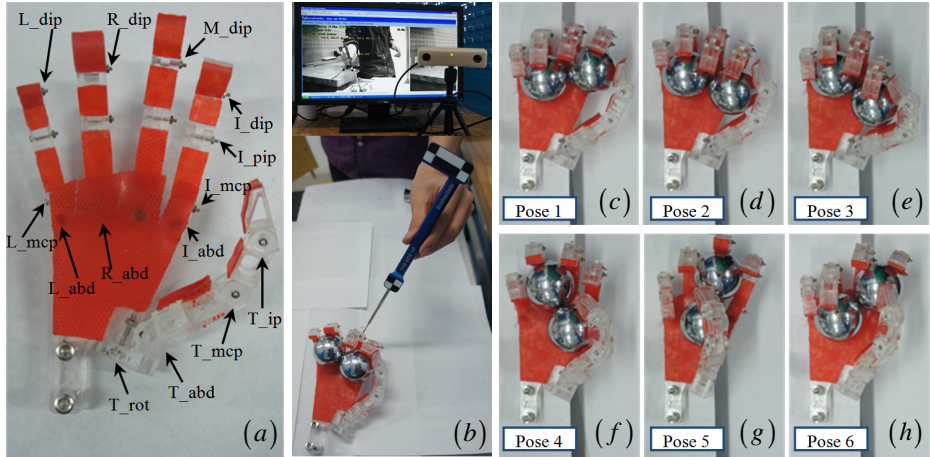 L_dip
R_dip
M_dip
I_dip
I_pip
I_mcp
L_mcp
I_abd
L_abd
R_abd
T_ip
T_mcp
T_abd
T_rot
(a)
(b)
Pose 1
(c)
Pose 2
(d)
Pose 3
(e)
Pose 4
(f)
Pose 5
(g)
Pose 6
(h)